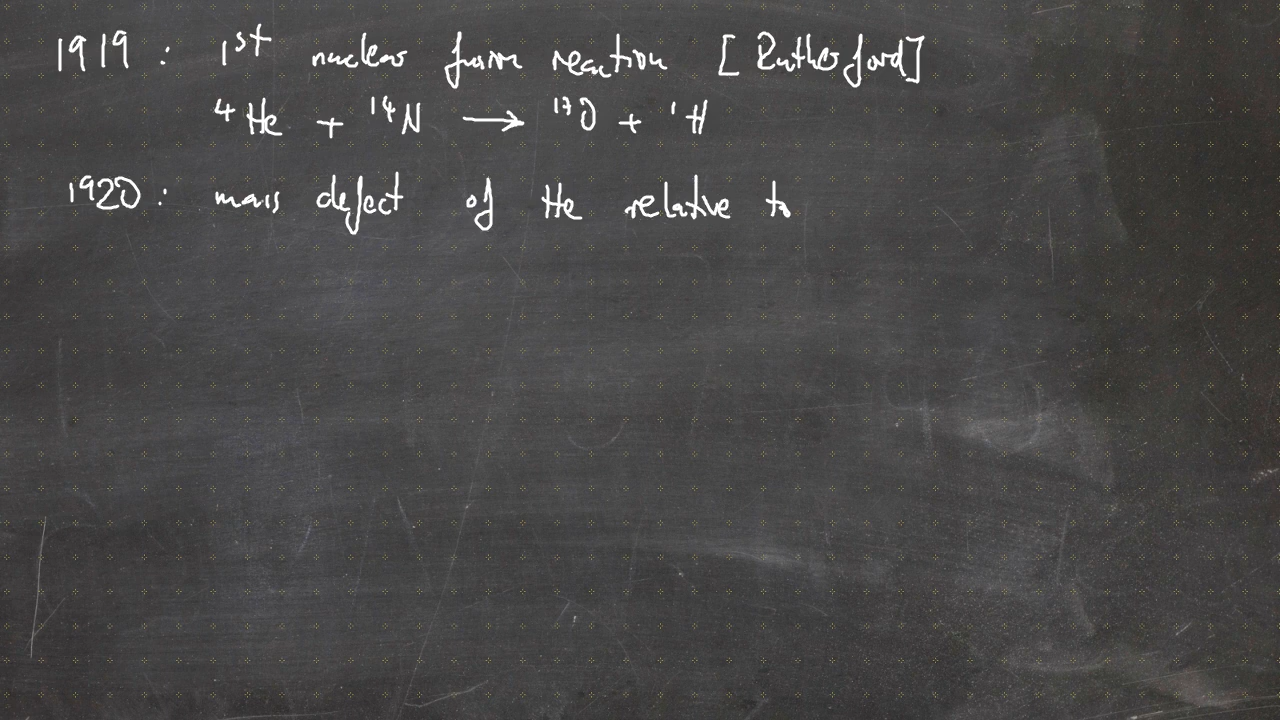 1919 : 1st nuclear fusion reaction [Rutherford]
⁴He + ¹⁴N → ¹⁷O + ¹H
1920 : mass defect of He relative to